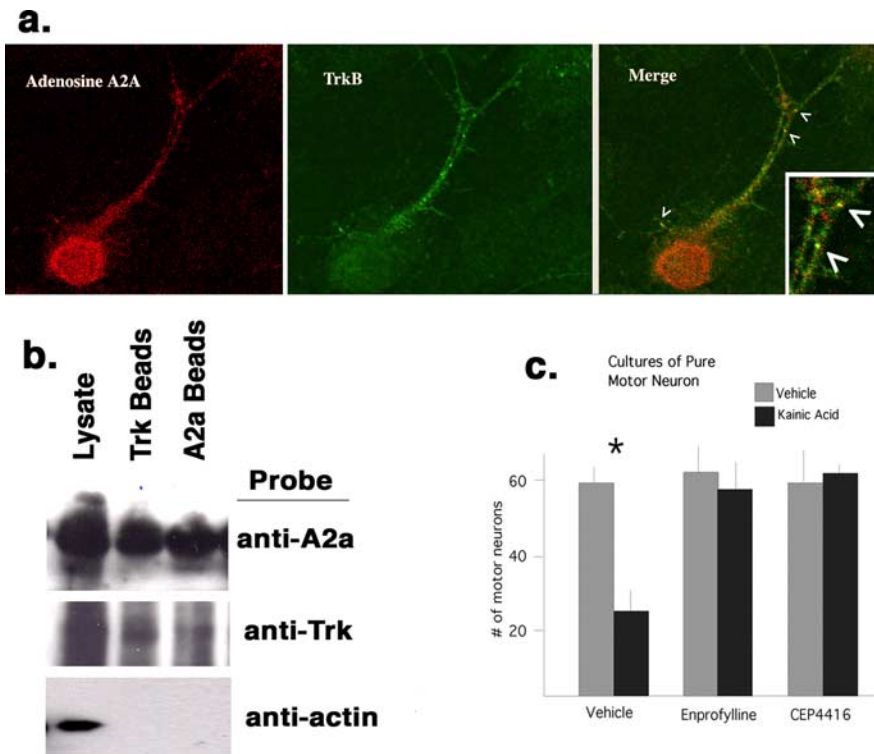 a.
Adenosine A2A
TrkB
Merge
b.
Lysate
Trk Beads
A2a Beads
Probe
anti-A2a
anti-Trk
anti-actin
c.
Cultures of Pure
Motor Neuron
Vehicle
Kainic Acid
*
# of motor neurons
60
40
20
Vehicle
Enprofylline
CEP4416